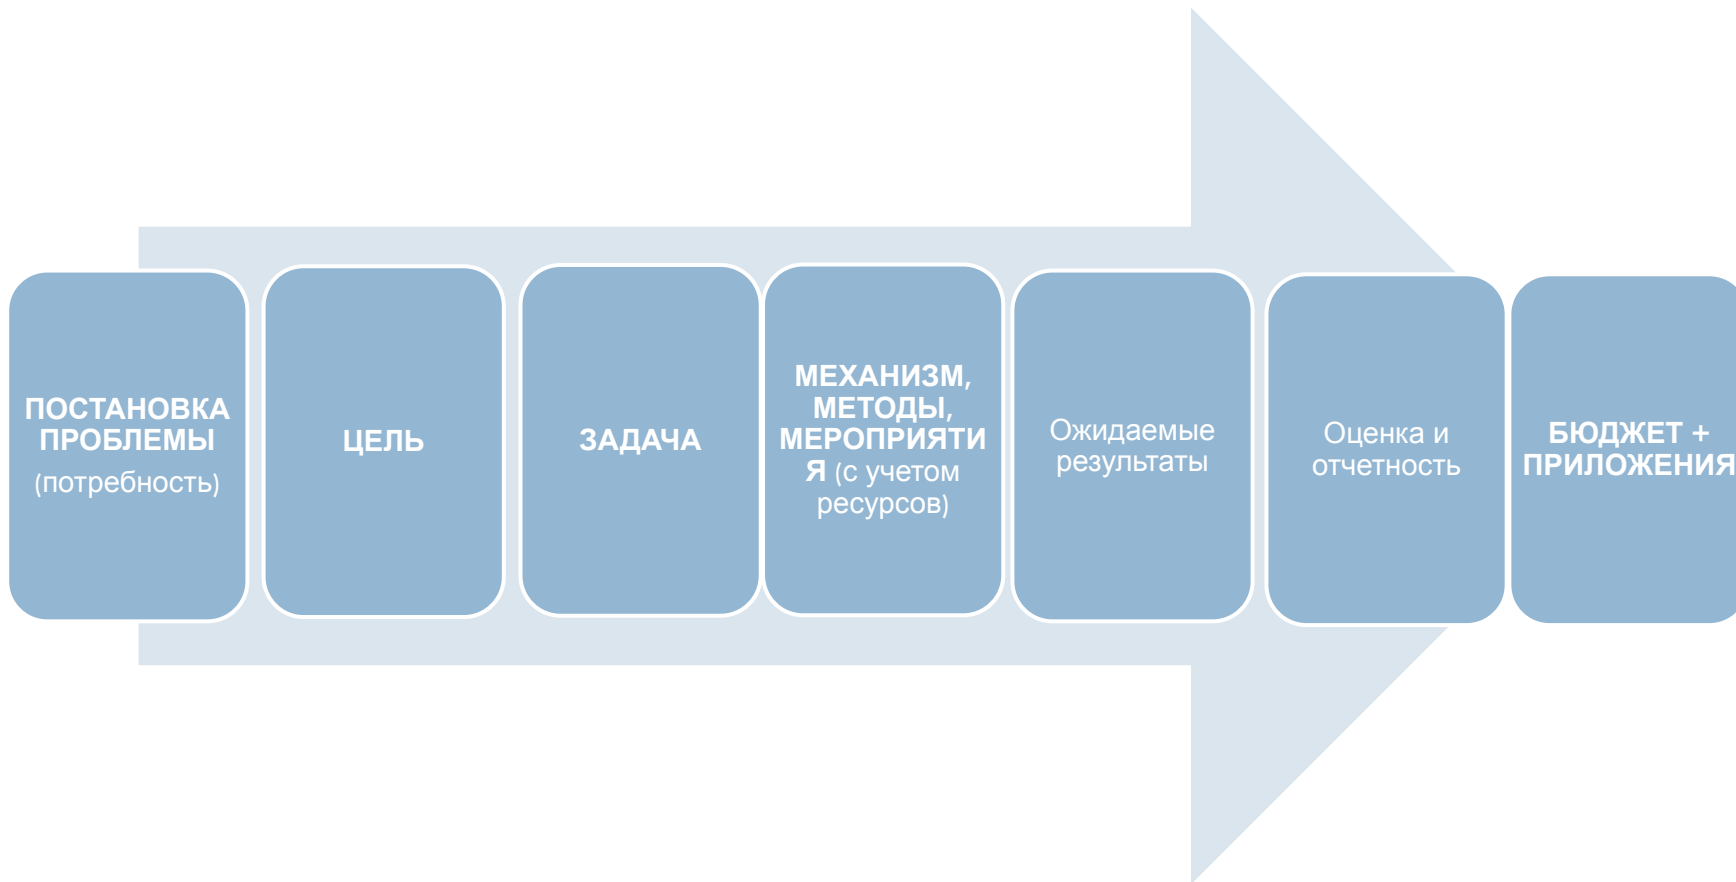 ПОСТАНОВКА
ПРОБЛЕМЫ
(потребность)
ЦЕЛЬ
ЗАДАЧА
МЕХАНИЗМ,
МЕТОДЫ,
МЕРОПРИЯТИ
Я (с учетом
ресурсов)
Ожидаемые
результаты
Оценка и
отчетность
БЮДЖЕТ +
ПРИЛОЖЕНИЯ